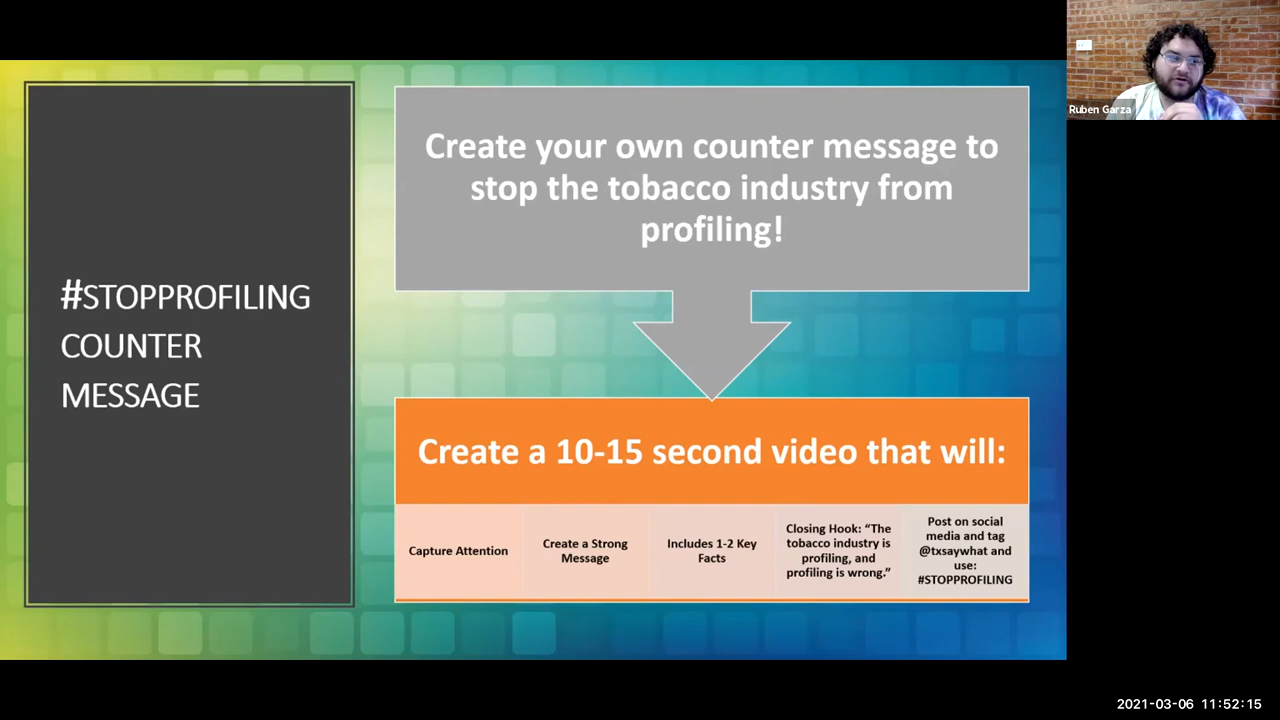 #STOPPROFILING
COUNTER
MESSAGE
Create your own counter message to
stop the tobacco industry from
profiling!
Create a 10-15 second video that will:
Capture Attention
Create a Strong
Message
Includes 1-2 Key
Facts
Closing Hook: “The
tobacco industry is
profiling, and
profiling is wrong.”
Post on social
media and tag
@txsaywhat and
use:
#STOPPROFILING
Ruben Garza
2021-03-06 11:52:15